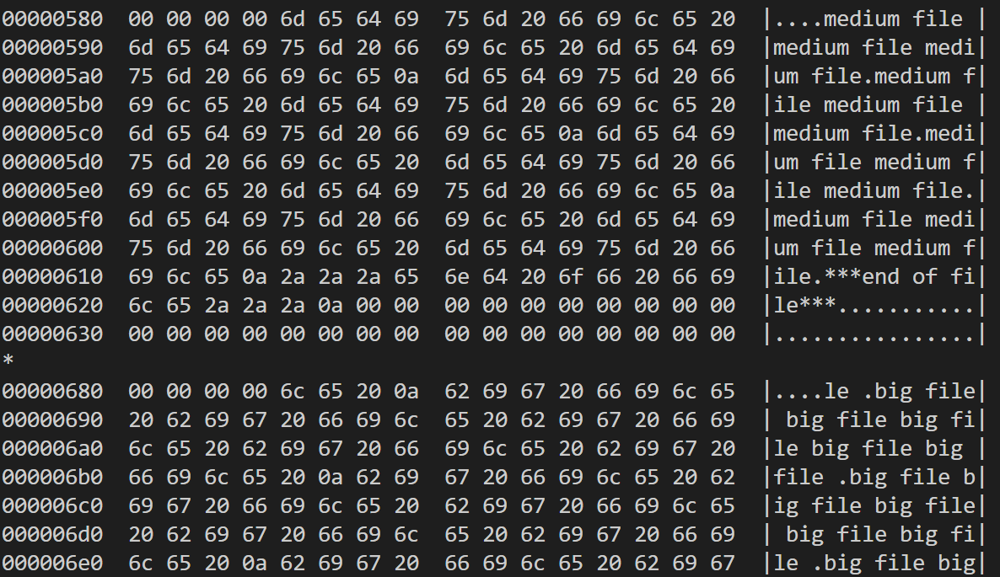 00000580  00 00 00 00 6d 65 64 69  75 6d 20 66 69 6c 65 20  |....medium file |
00000590  6d 65 64 69 75 6d 20 66  69 6c 65 20 6d 65 64 69  |medium file medi|
000005a0  75 6d 20 66 69 6c 65 0a  6d 65 64 69 75 6d 20 66  |um file.medium f|
000005b0  69 6c 65 20 6d 65 64 69  75 6d 20 66 69 6c 65 20  |ile medium file |
000005c0  6d 65 64 69 75 6d 20 66  69 6c 65 0a 6d 65 64 69  |medium file.medi|
000005d0  75 6d 20 66 69 6c 65 20  6d 65 64 69 75 6d 20 66  |um file medium f|
000005e0  69 6c 65 20 6d 65 64 69  75 6d 20 66 69 6c 65 0a  |ile medium file.|
000005f0  6d 65 64 69 75 6d 20 66  69 6c 65 20 6d 65 64 69  |medium file medi|
00000600  75 6d 20 66 69 6c 65 20  6d 65 64 69 75 6d 20 66  |um file medium f|
00000610  69 6c 65 0a 2a 2a 2a 65  6e 64 20 6f 66 20 66 69  |ile.***end of fi|
00000620  6c 65 2a 2a 2a 0a 00 00  00 00 00 00 00 00 00 00  |le***...........|
00000630  00 00 00 00 00 00 00 00  00 00 00 00 00 00 00 00  |................|
*
00000680  00 00 00 00 6c 65 20 0a  62 69 67 20 66 69 6c 65  |....le .big file|
00000690  20 62 69 67 20 66 69 6c  65 20 62 69 67 20 66 69  | big file big fi|
000006a0  6c 65 20 62 69 67 20 66  69 6c 65 20 62 69 67 20  |le big file big |
000006b0  66 69 6c 65 20 0a 62 69  67 20 66 69 6c 65 20 62  |file .big file b|
000006c0  69 67 20 66 69 6c 65 20  62 69 67 20 66 69 6c 65  |ig file big file|
000006d0  20 62 69 67 20 66 69 6c  65 20 62 69 67 20 66 69  | big file big fi|
000006e0  6c 65 20 0a 62 69 67 20  66 69 6c 65 20 62 69 67  |le .big file big|